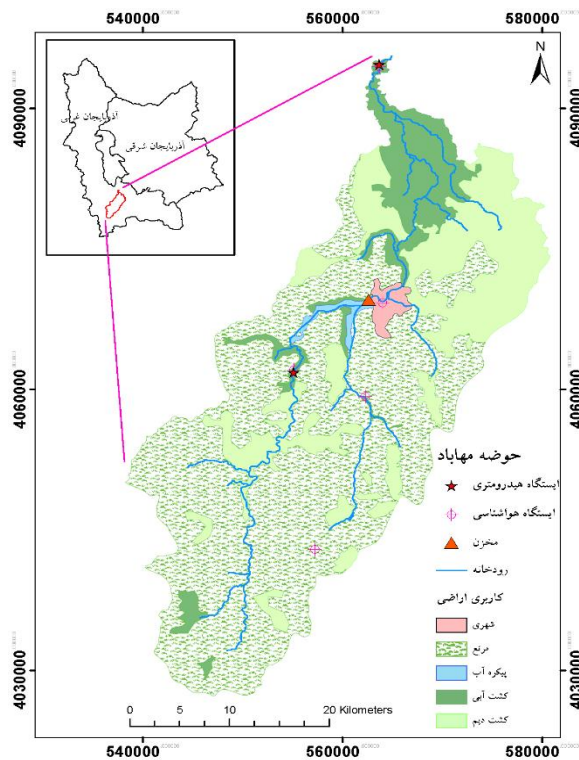 540000 560000 580000
N
آذربایجان غربی
آذربایجان شرقی
4090000 4090000
4060000 4060000
حوضه مهاباد
ایستگاه هیدرومتری
ایستگاه هواشناسی
مخزن
رودخانه
کاربری اراضی
شهری
مرتع
پیکره آب
کشت آبی
کشت دیم
4030000 4030000
0 5 10 20 Kilometers
540000 560000 580000